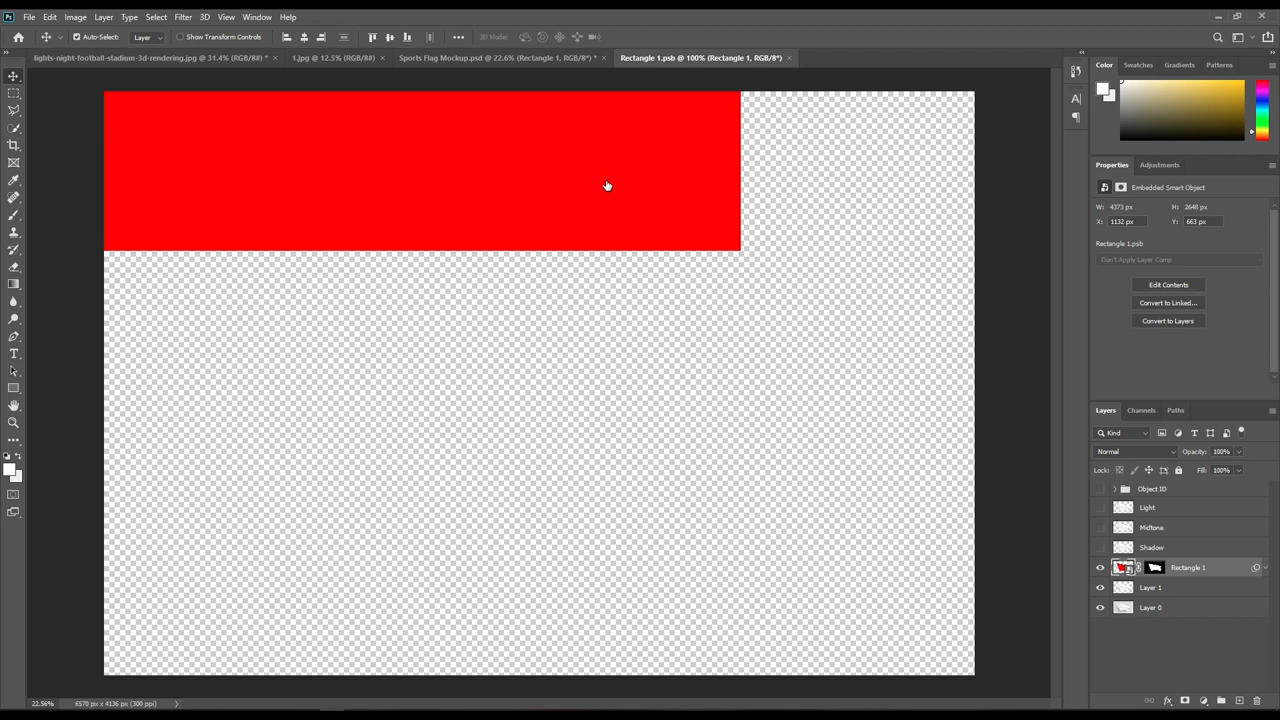 Ps File Edit Image Layer Type Select Filter 3D View Window Help
Auto-Select: Layer Show Transform Controls 3D Mode:
lights-night-football-stadium-3d-rendering.jpg @ 31.4% (RGB/8#) * 1.jpg @ 12.5% (RGB/8#) Sports Flag Mockup.psd @ 22.6% (Rectangle 1, RGB/8*) * Rectangle 1.psb @ 100% (Rectangle 1, RGB/8*)
Color Swatches Gradients Patterns
Properties Adjustments
Embedded Smart Object
W: 4373 px H: 2648 px
X: 1132 px Y: 663 px
Rectangle 1.psb
Don't Apply Layer Comp
Edit Contents
Convert to Linked...
Convert to Layers
Layers Channels Paths
Kind
Normal Opacity: 100%
Lock: Fill: 100%
Object ID
Light
Midtone
Shadow
Rectangle 1
Layer 1
Layer 0
22.56% 6570 px x 4136 px (300 ppi)